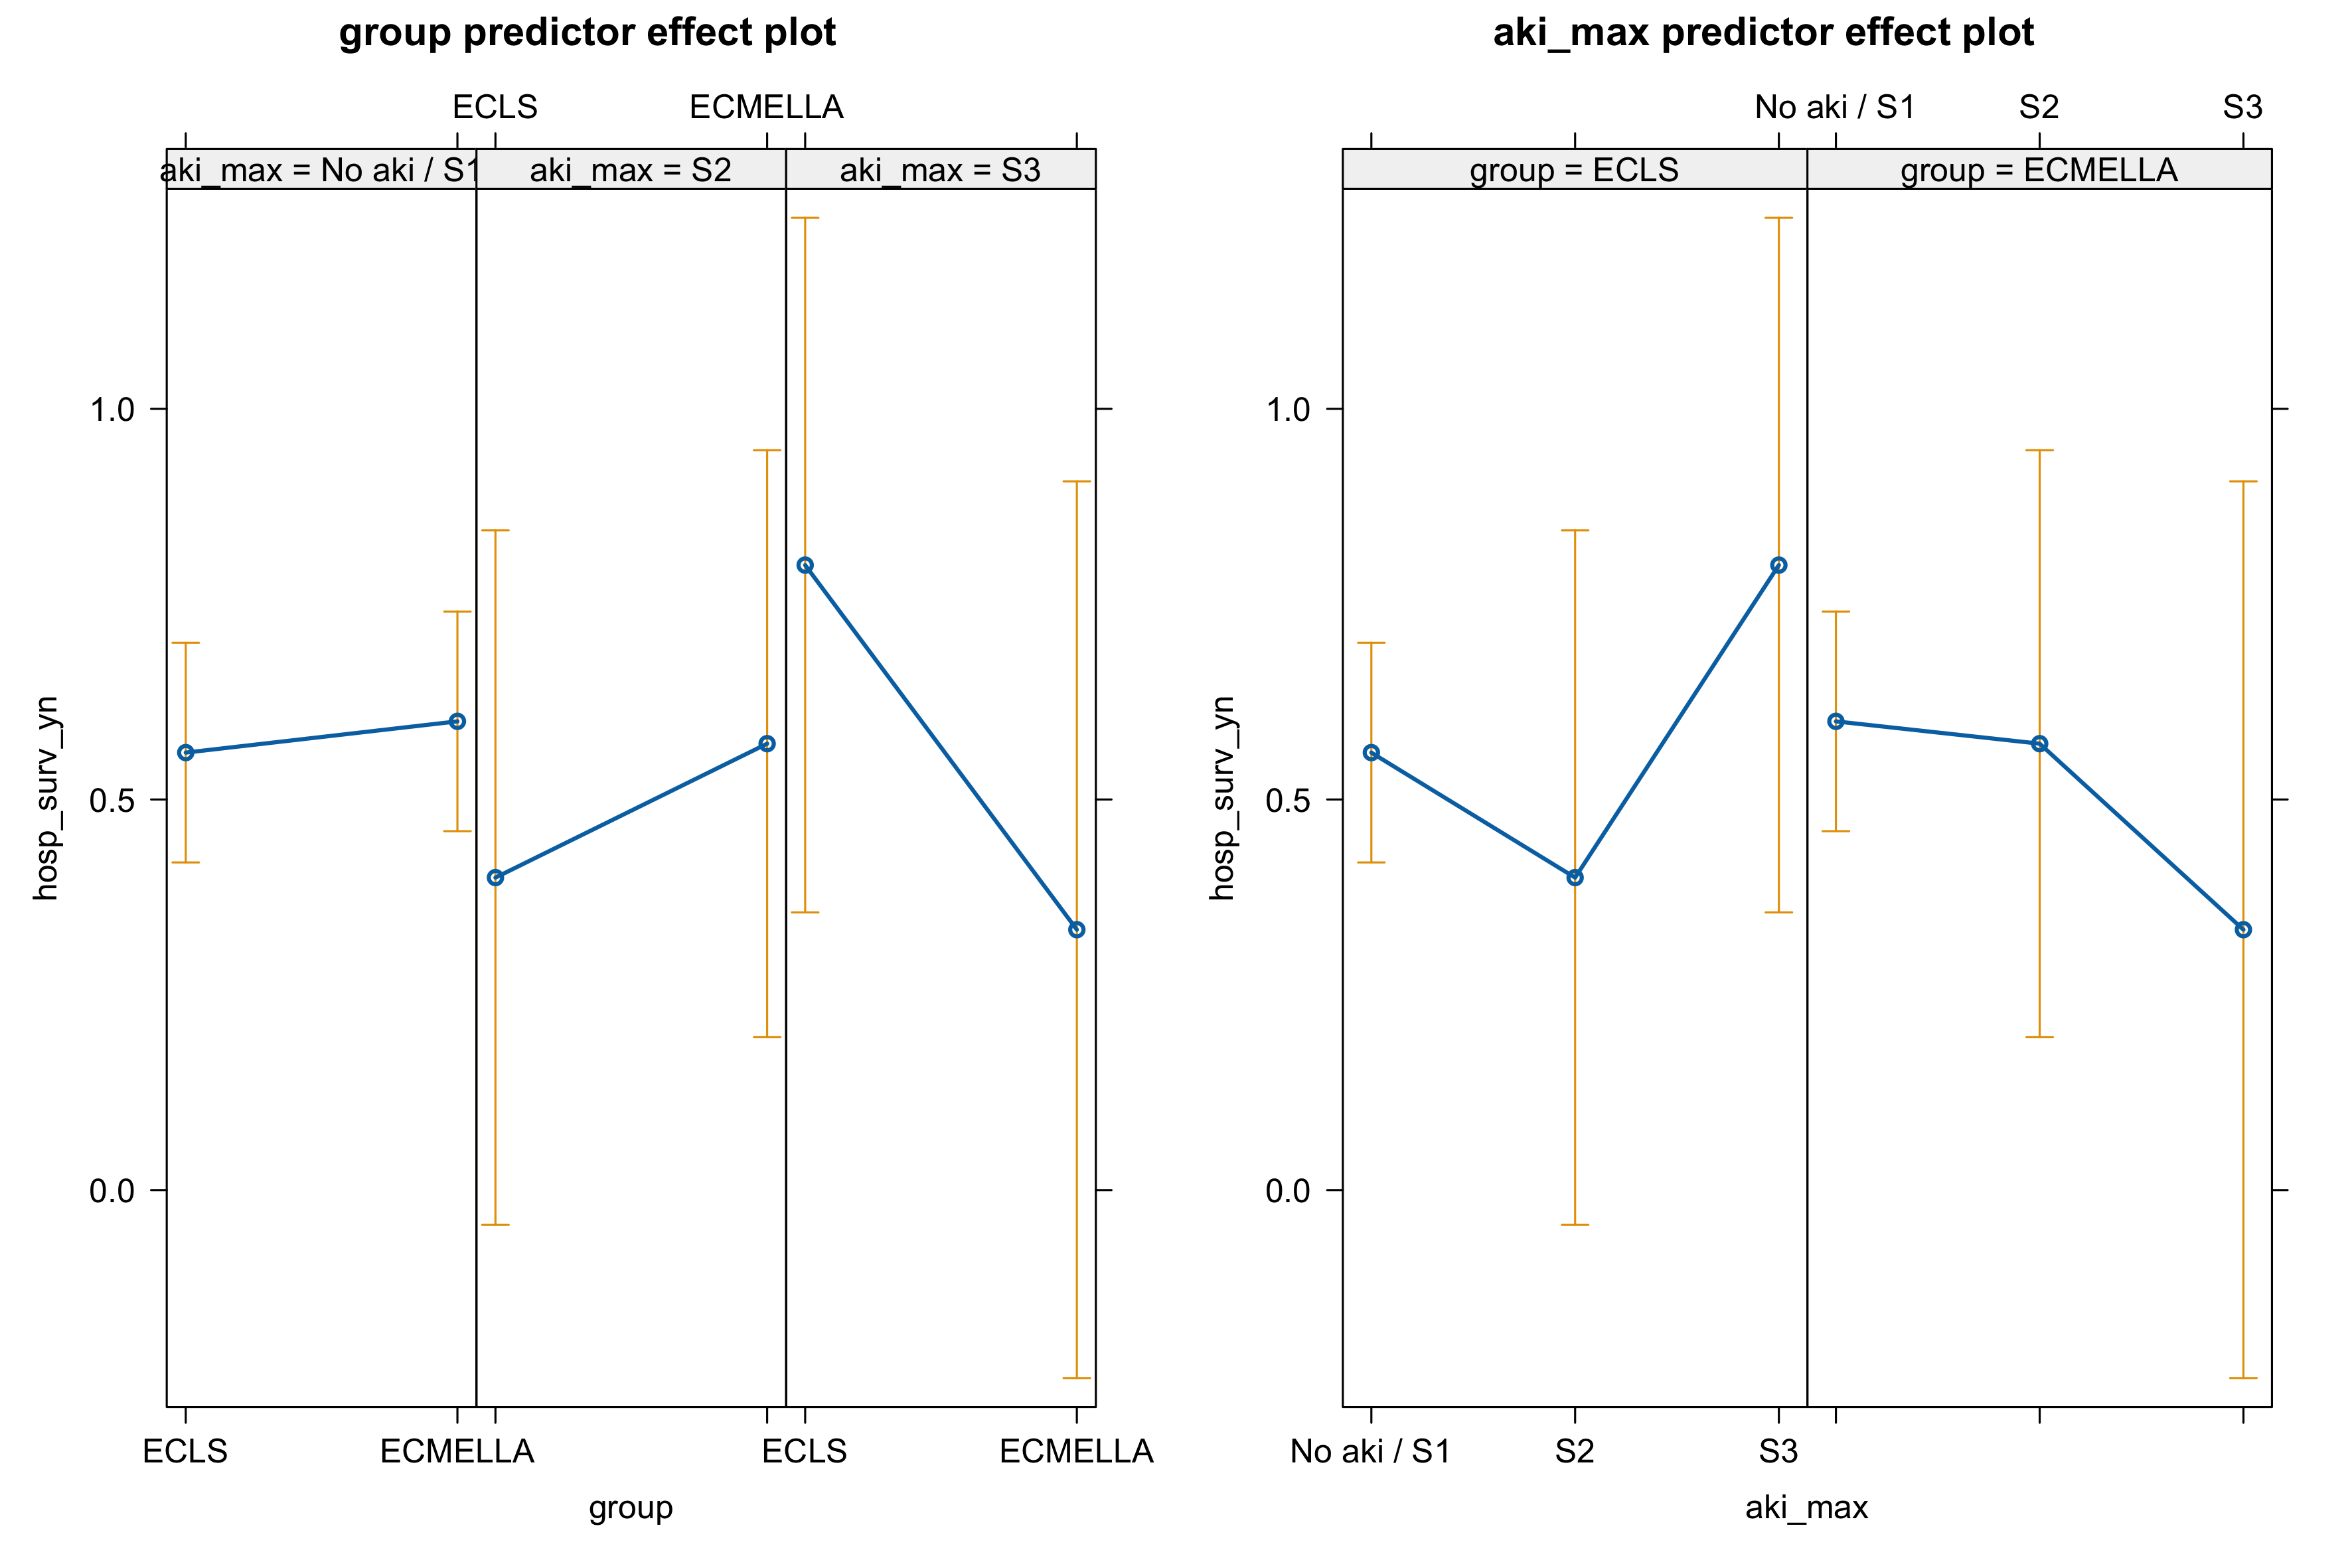 group predictor effect plot
ECLS ECMELLA
aki_max = No aki / S1 aki_max = S2 aki_max = S3
1.0
0.5
0.0
hosp_surv_yn
ECLS ECMELLA ECLS ECMELLA
group
aki_max predictor effect plot
No aki / S1 S2 S3
group = ECLS group = ECMELLA
1.0
0.5
0.0
hosp_surv_yn
No aki / S1 S2 S3
aki_max